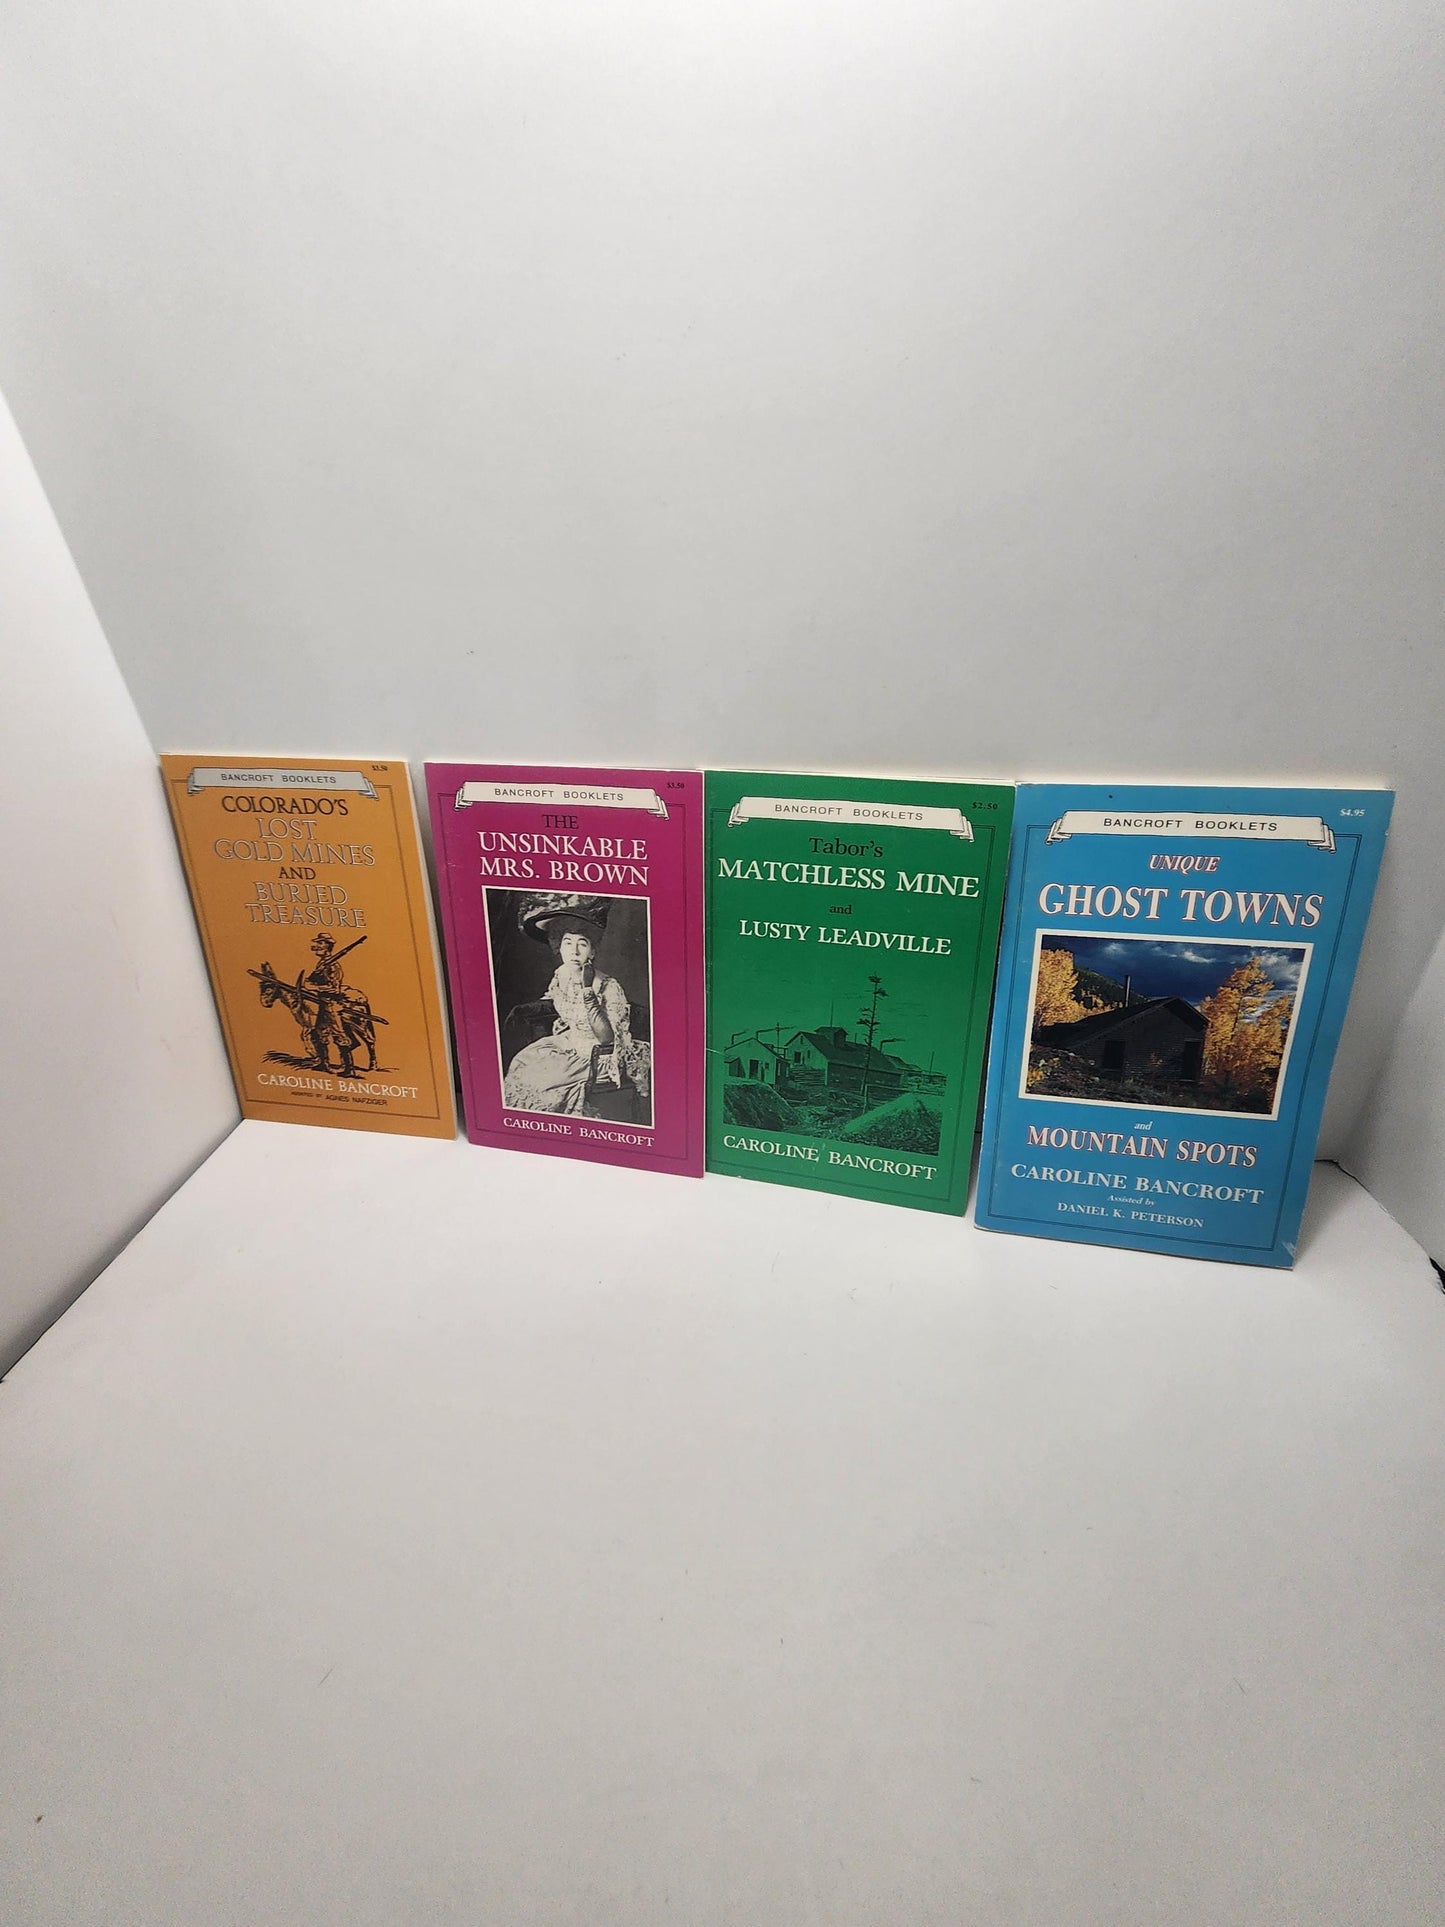 BANCROFT BOOKLETS
$3.50
COLORADO'S
LOST
GOLD MINES
AND
BURIED
TREASURE
CAROLINE BANCROFT
ASSISTED BY AGNES NAFZIGER
BANCROFT BOOKLETS
$3.50
THE
UNSINKABLE
MRS. BROWN
CAROLINE BANCROFT
BANCROFT BOOKLETS
$2.50
Tabor's
MATCHLESS MINE
and
LUSTY LEADVILLE
CAROLINE BANCROFT
BANCROFT BOOKLETS
$4.95
UNIQUE
GHOST TOWNS
and
MOUNTAIN SPOTS
CAROLINE BANCROFT
Assisted by
DANIEL K. PETERSON